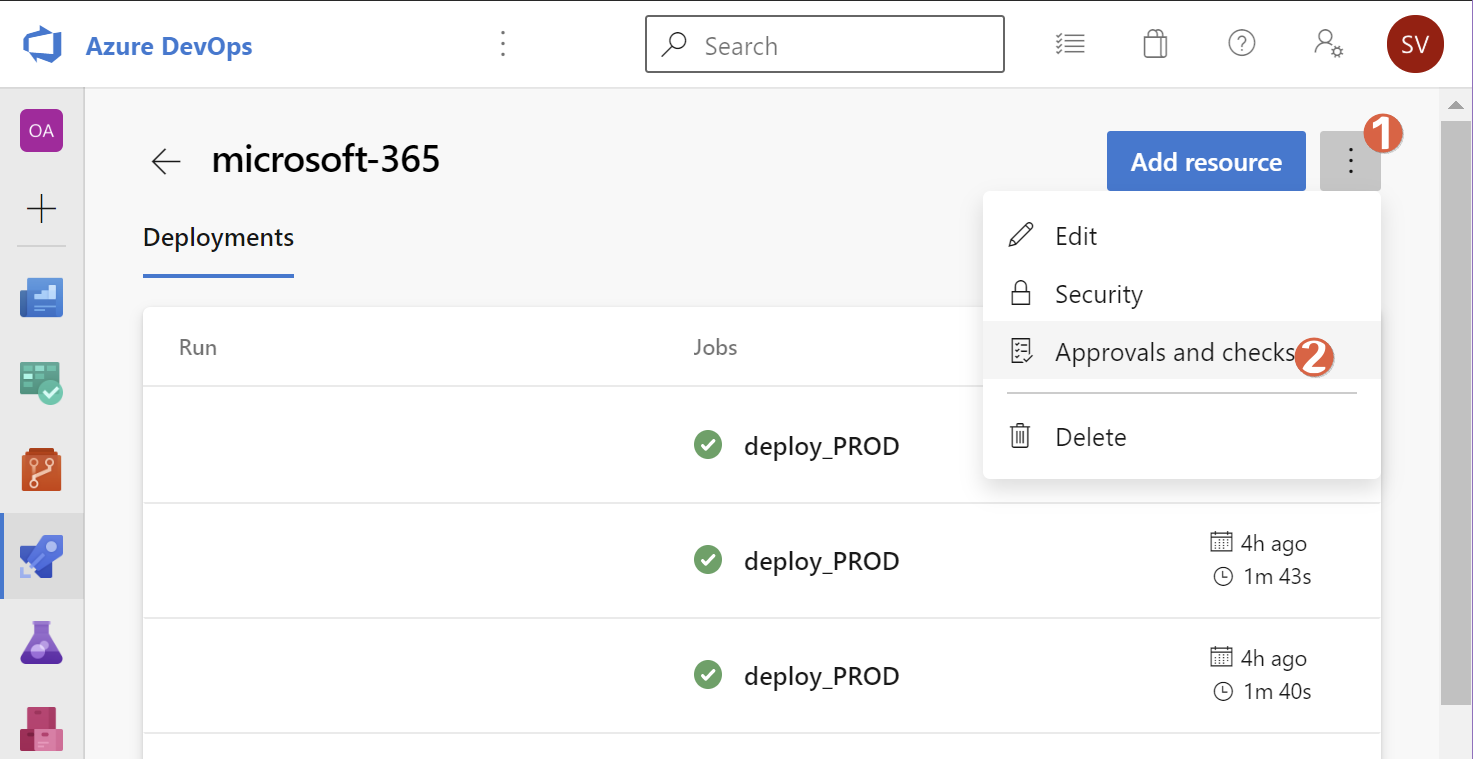 Azure DevOps
Search
SV
OA
microsoft-365
Add resource
1
Deployments
Edit
Security
Approvals and checks 2
Delete
Run
Jobs
deploy_PROD
deploy_PROD
4h ago
1m 43s
deploy_PROD
4h ago
1m 40s